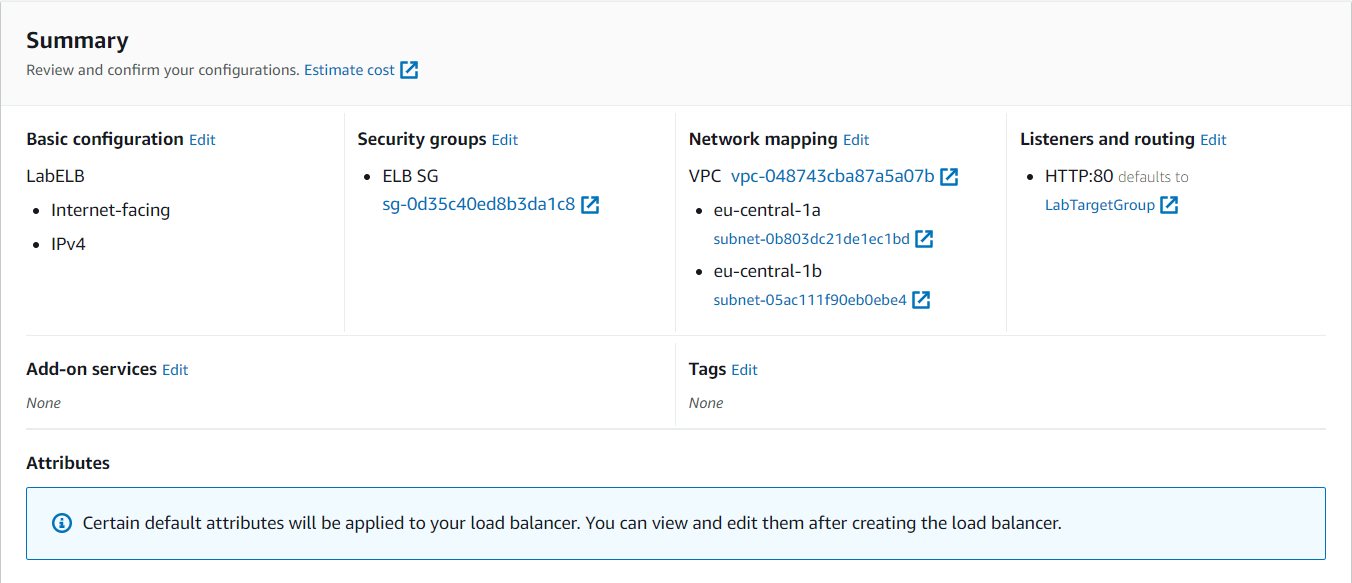 Summary
Review and confirm your configurations. Estimate cost
Basic configuration Edit
LabELB
Internet-facing
IPv4
Security groups Edit
ELB SG
sg-0d35c40ed8b3da1c8
Network mapping Edit
VPC vpc-048743cba87a5a07b
eu-central-1a
subnet-0b803dc21de1ec1bd
eu-central-1b
subnet-05ac111f90eb0ebe4
Listeners and routing Edit
HTTP:80 defaults to
LabTargetGroup
Add-on services Edit
None
Tags Edit
None
Attributes
Certain default attributes will be applied to your load balancer. You can view and edit them after creating the load balancer.